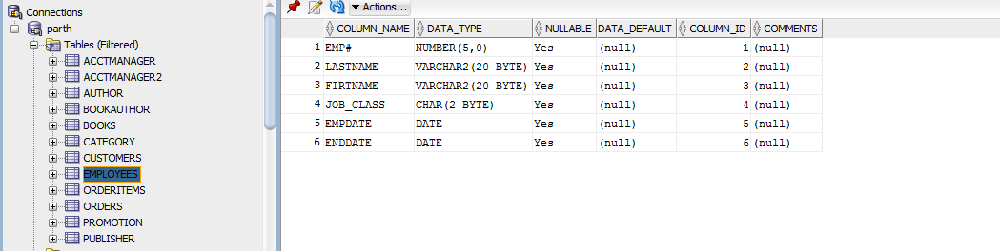 Connections
parth
Tables (Filtered)
ACCTMANAGER
ACCTMANAGER2
AUTHOR
BOOKAUTHOR
BOOKS
CATEGORY
CUSTOMERS
EMPLOYEES
ORDERITEMS
ORDERS
PROMOTION
PUBLISHER
Actions...
COLUMN_NAME DATA_TYPE NULLABLE DATA_DEFAULT COLUMN_ID COMMENTS
1 EMP# NUMBER(5,0) Yes (null) 1 (null)
2 LASTNAME VARCHAR2(20 BYTE) Yes (null) 2 (null)
3 FIRTNAME VARCHAR2(20 BYTE) Yes (null) 3 (null)
4 JOB_CLASS CHAR(2 BYTE) Yes (null) 4 (null)
5 EMPDATE DATE Yes (null) 5 (null)
6 ENDDATE DATE Yes (null) 6 (null)